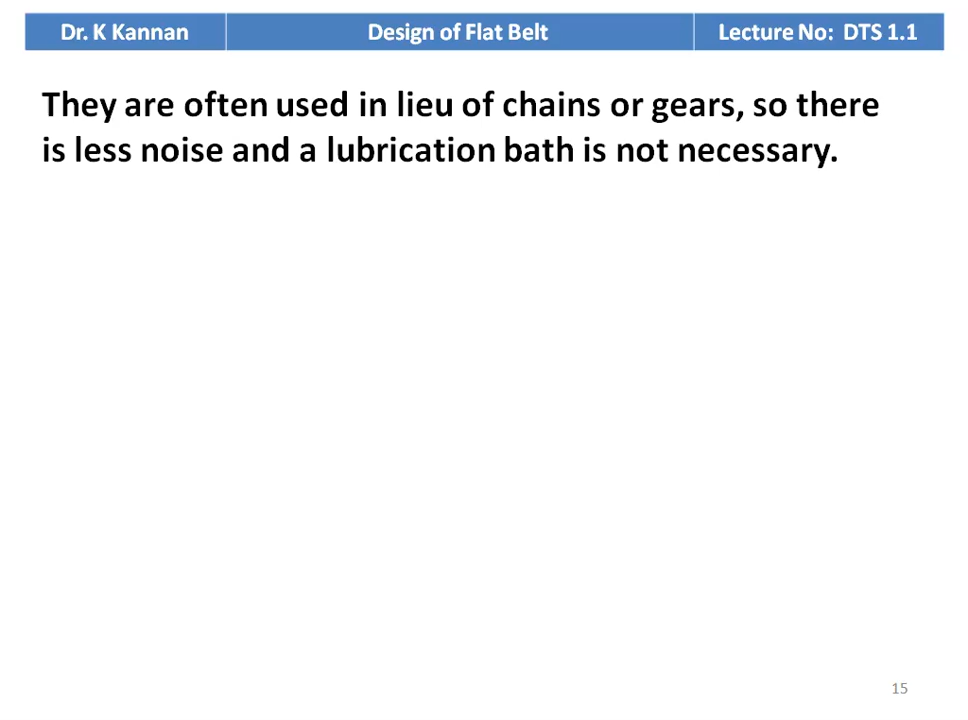 Dr. K Kannan Design of Flat Belt Lecture No: DTS 1.1
They are often used in lieu of chains or gears, so there
is less noise and a lubrication bath is not necessary.
15